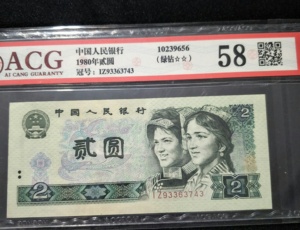 ACG
AI CANG GUARANTY
中国人民银行
1980年贰圆
冠号: IZ93363743
10239656
(绿钻☆☆)
58
中国人民银行
贰圆
2
2
IZ93363743